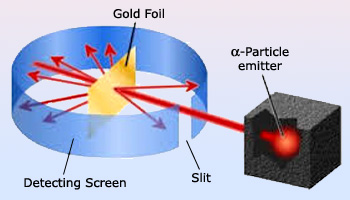 Gold Foil
α-Particle
emitter
Detecting Screen
Slit